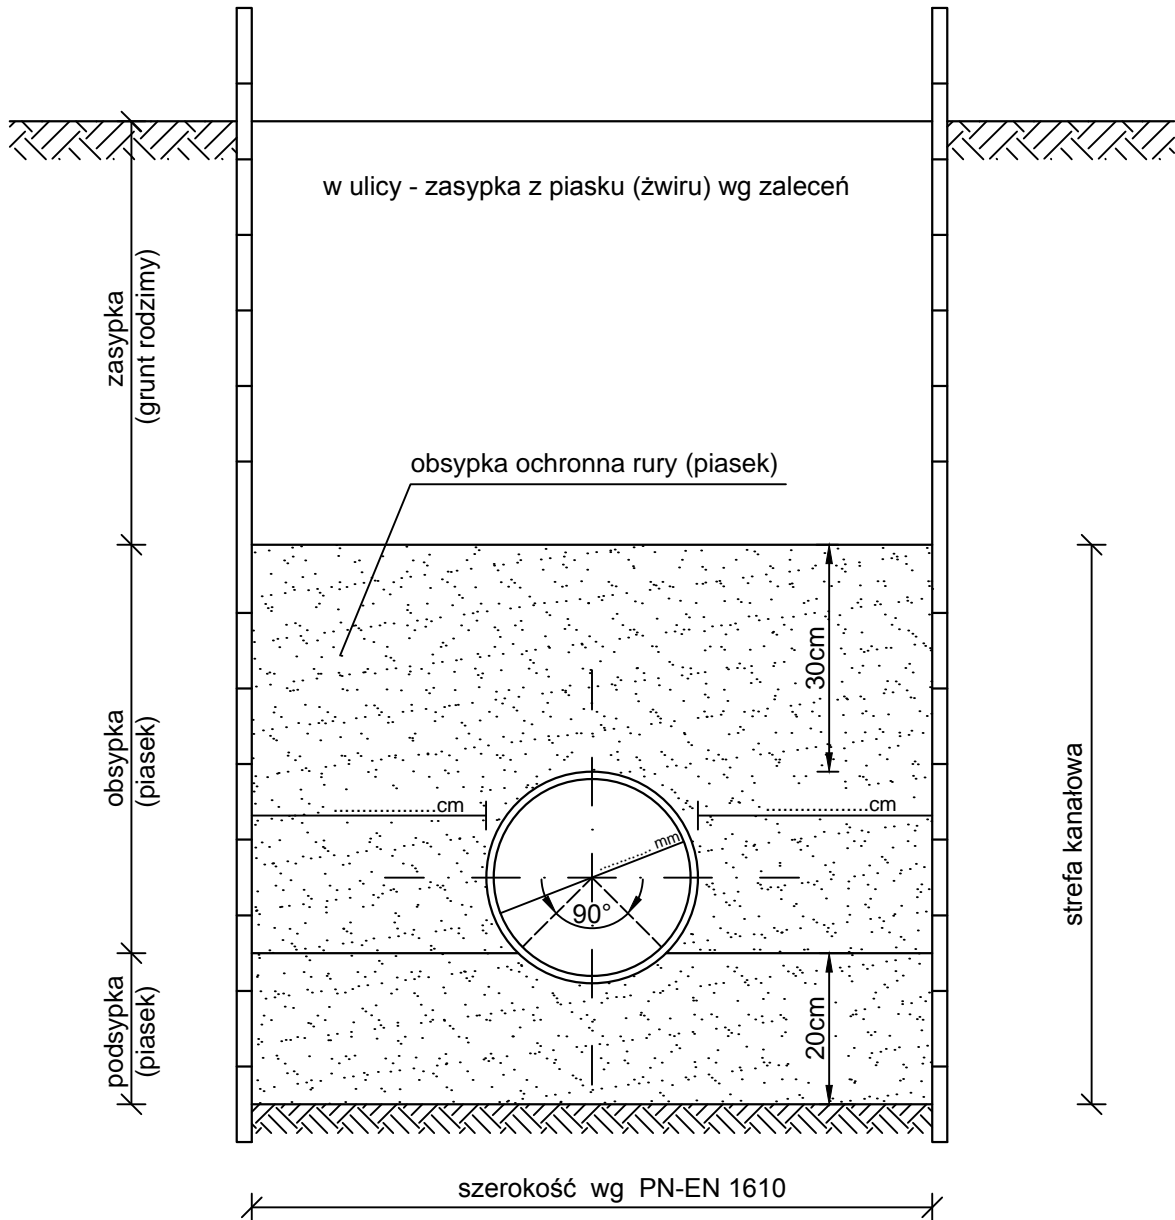 w ulicy - zasypka z piasku (żwiru) wg zaleceń
zasypka
(grunt rodzimy)
obsypka ochronna rury (piasek)
30cm
obsypka
(piasek)
....................cm
....................cm
.......... mm
90°
strefa kanałowa
podsypka
(piasek)
20cm
szerokość wg PN-EN 1610